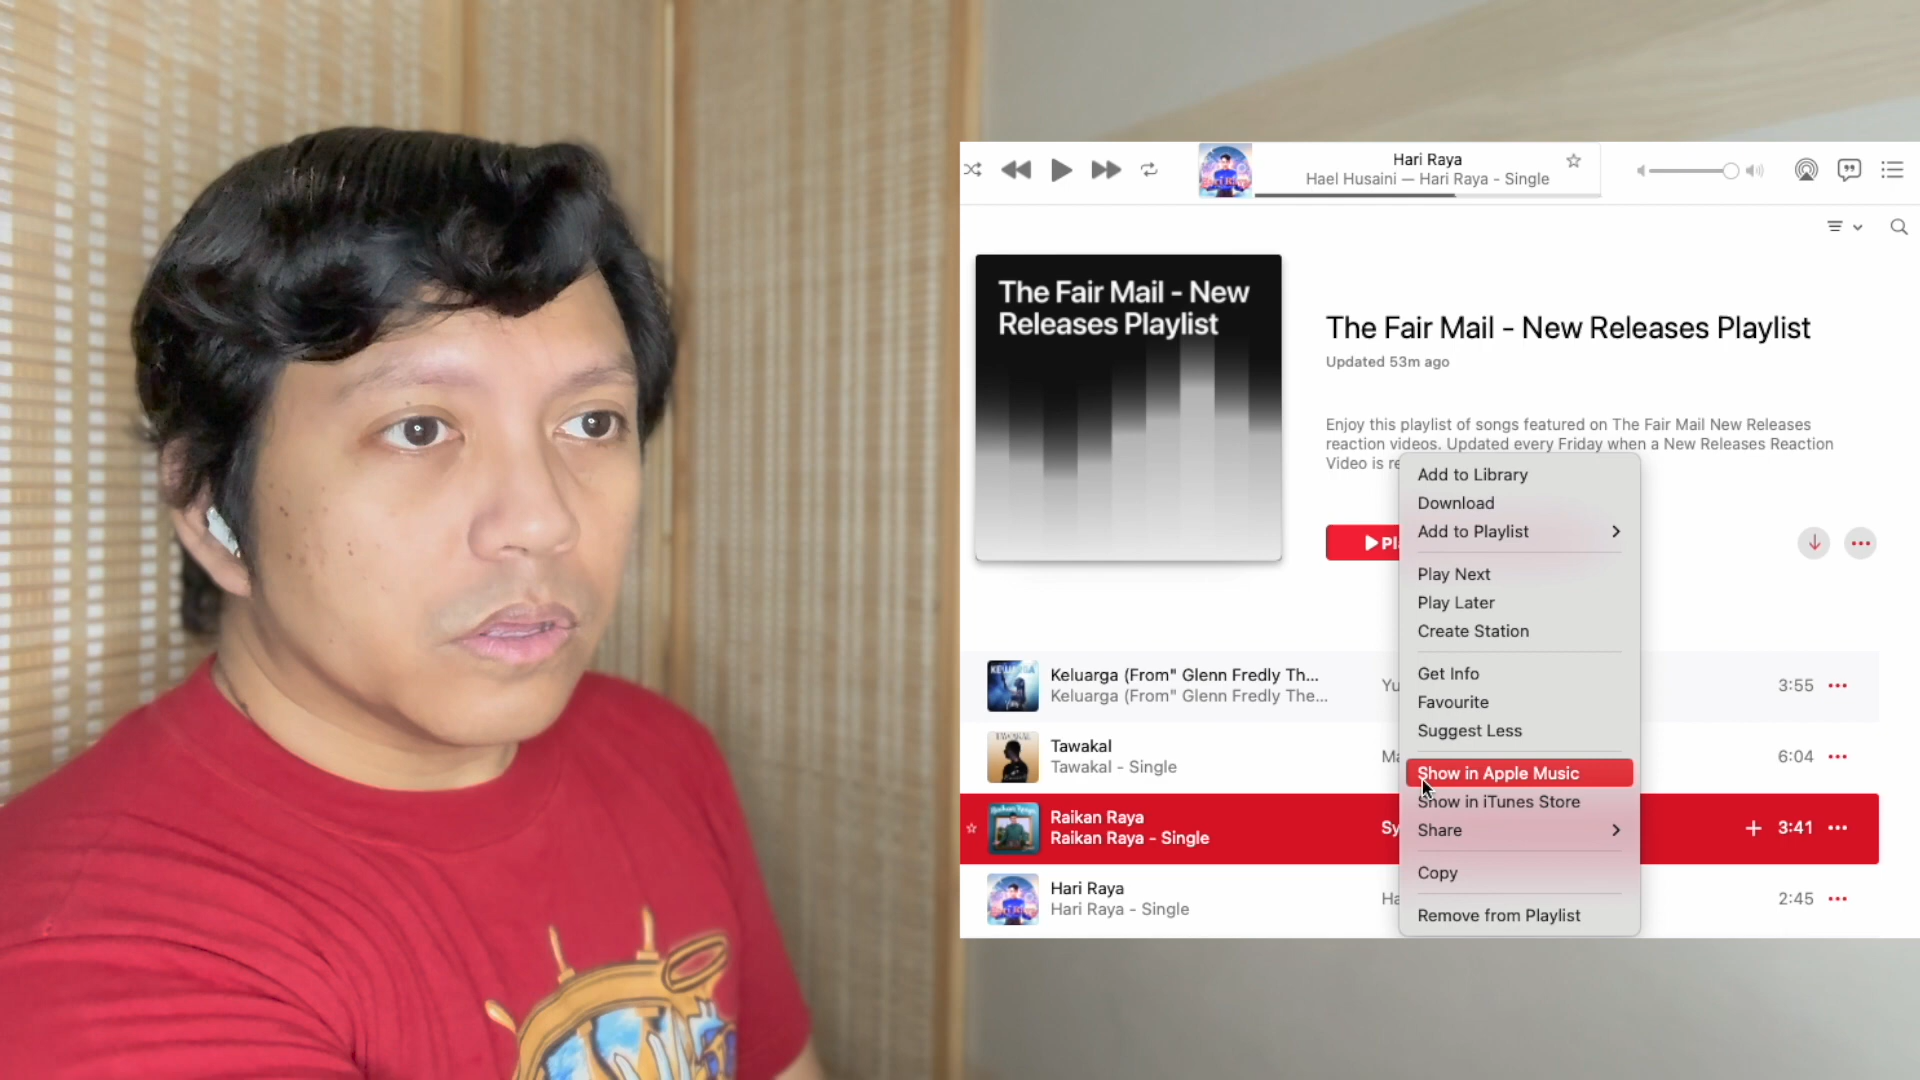 Hari Raya
Hael Husaini — Hari Raya - Single
The Fair Mail - New
Releases Playlist
The Fair Mail - New Releases Playlist
Updated 53m ago
Enjoy this playlist of songs featured on The Fair Mail New Releases
reaction videos. Updated every Friday when a New Releases Reaction
Video is re
Pl
Add to Library
Download
Add to Playlist
Play Next
Play Later
Create Station
Get Info
Favourite
Suggest Less
Show in Apple Music
Show in iTunes Store
Share
Copy
Remove from Playlist
Keluarga (From" Glenn Fredly Th...
Keluarga (From" Glenn Fredly The...
Yu
3:55
Tawakal
Tawakal - Single
Ma
6:04
Raikan Raya
Raikan Raya - Single
Sy
3:41
Hari Raya
Hari Raya - Single
Ha
2:45